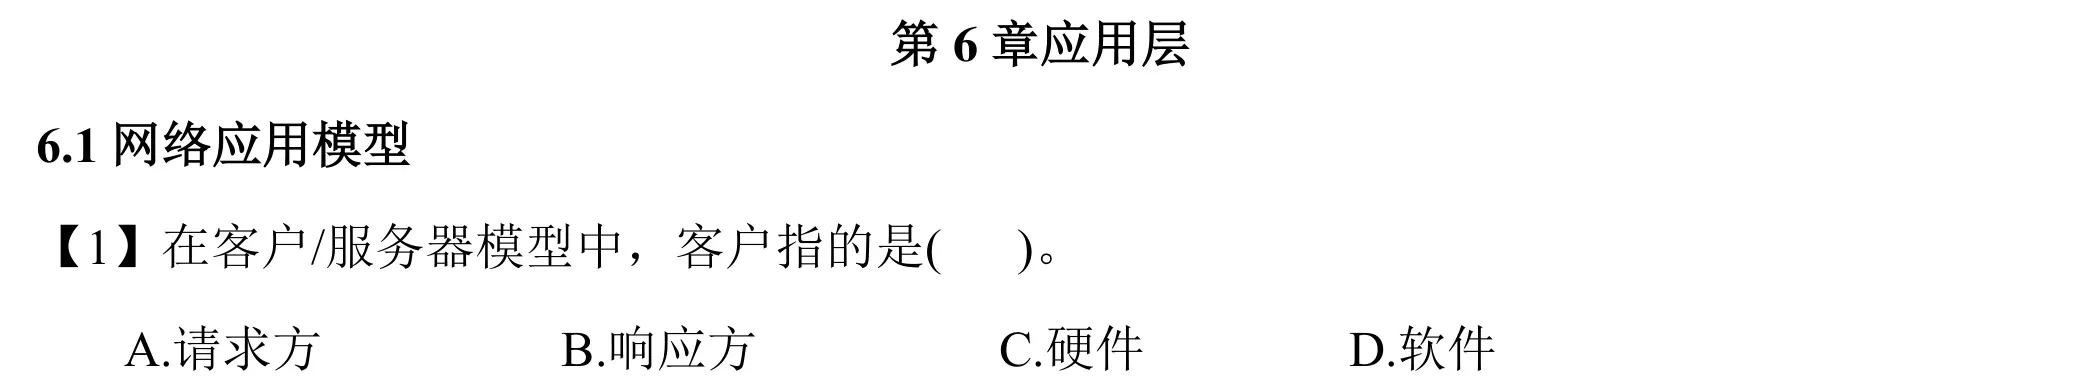 第 6 章应用层
6.1 网络应用模型
【1】在客户/服务器模型中，客户指的是(　　)。
A.请求方　　B.响应方　　C.硬件　　D.软件